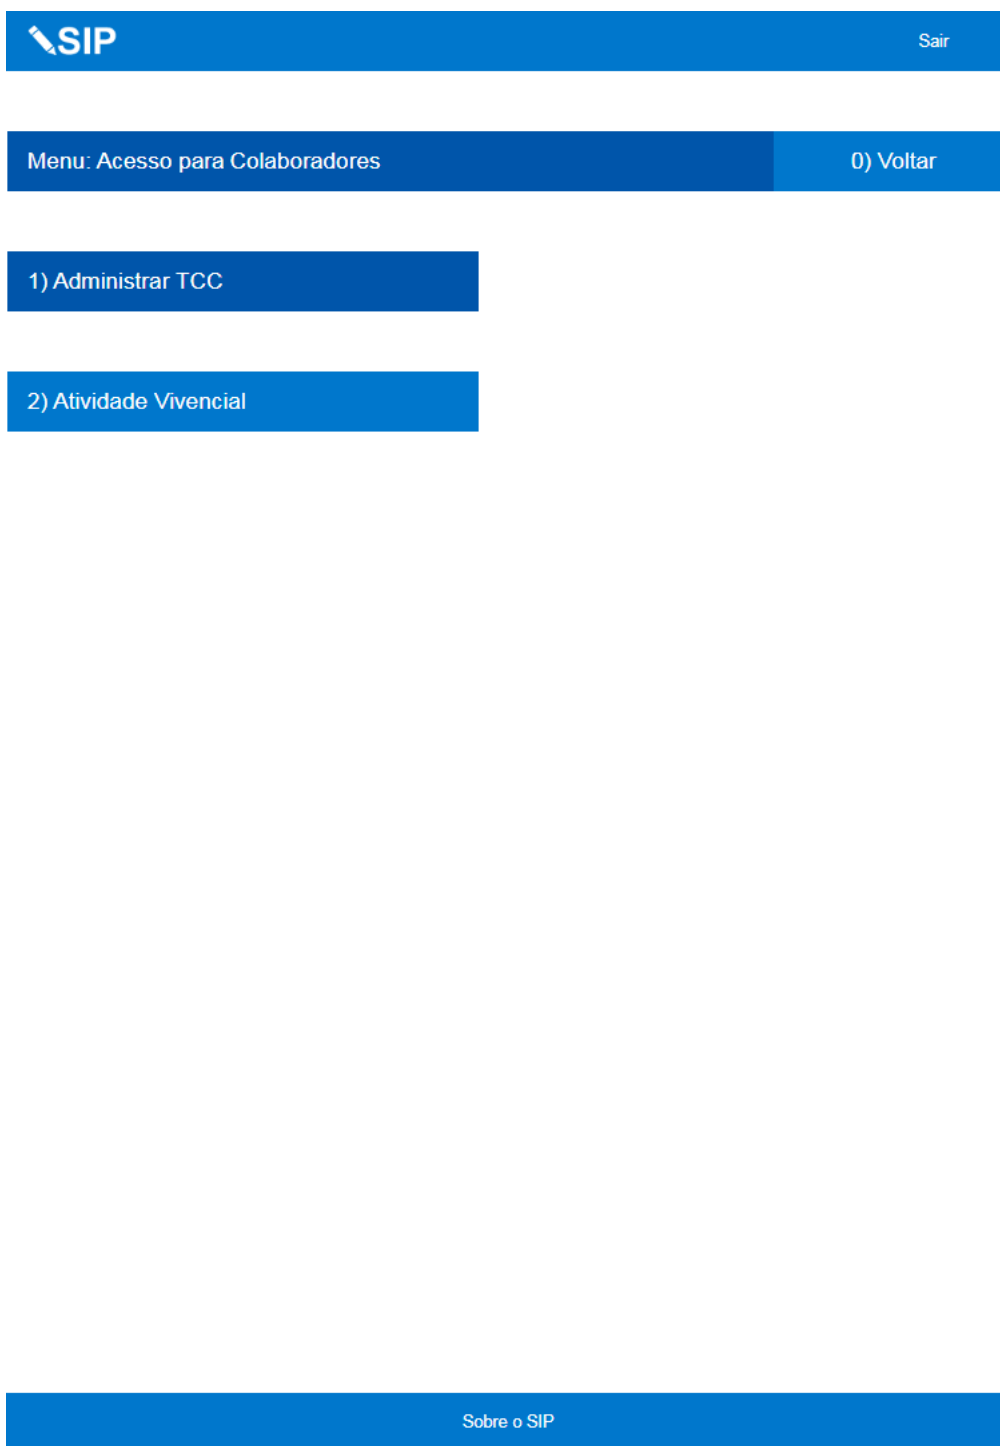 SIP
Sair
Menu: Acesso para Colaboradores
0) Voltar
1) Administrar TCC
2) Atividade Vivencial
Sobre o SIP